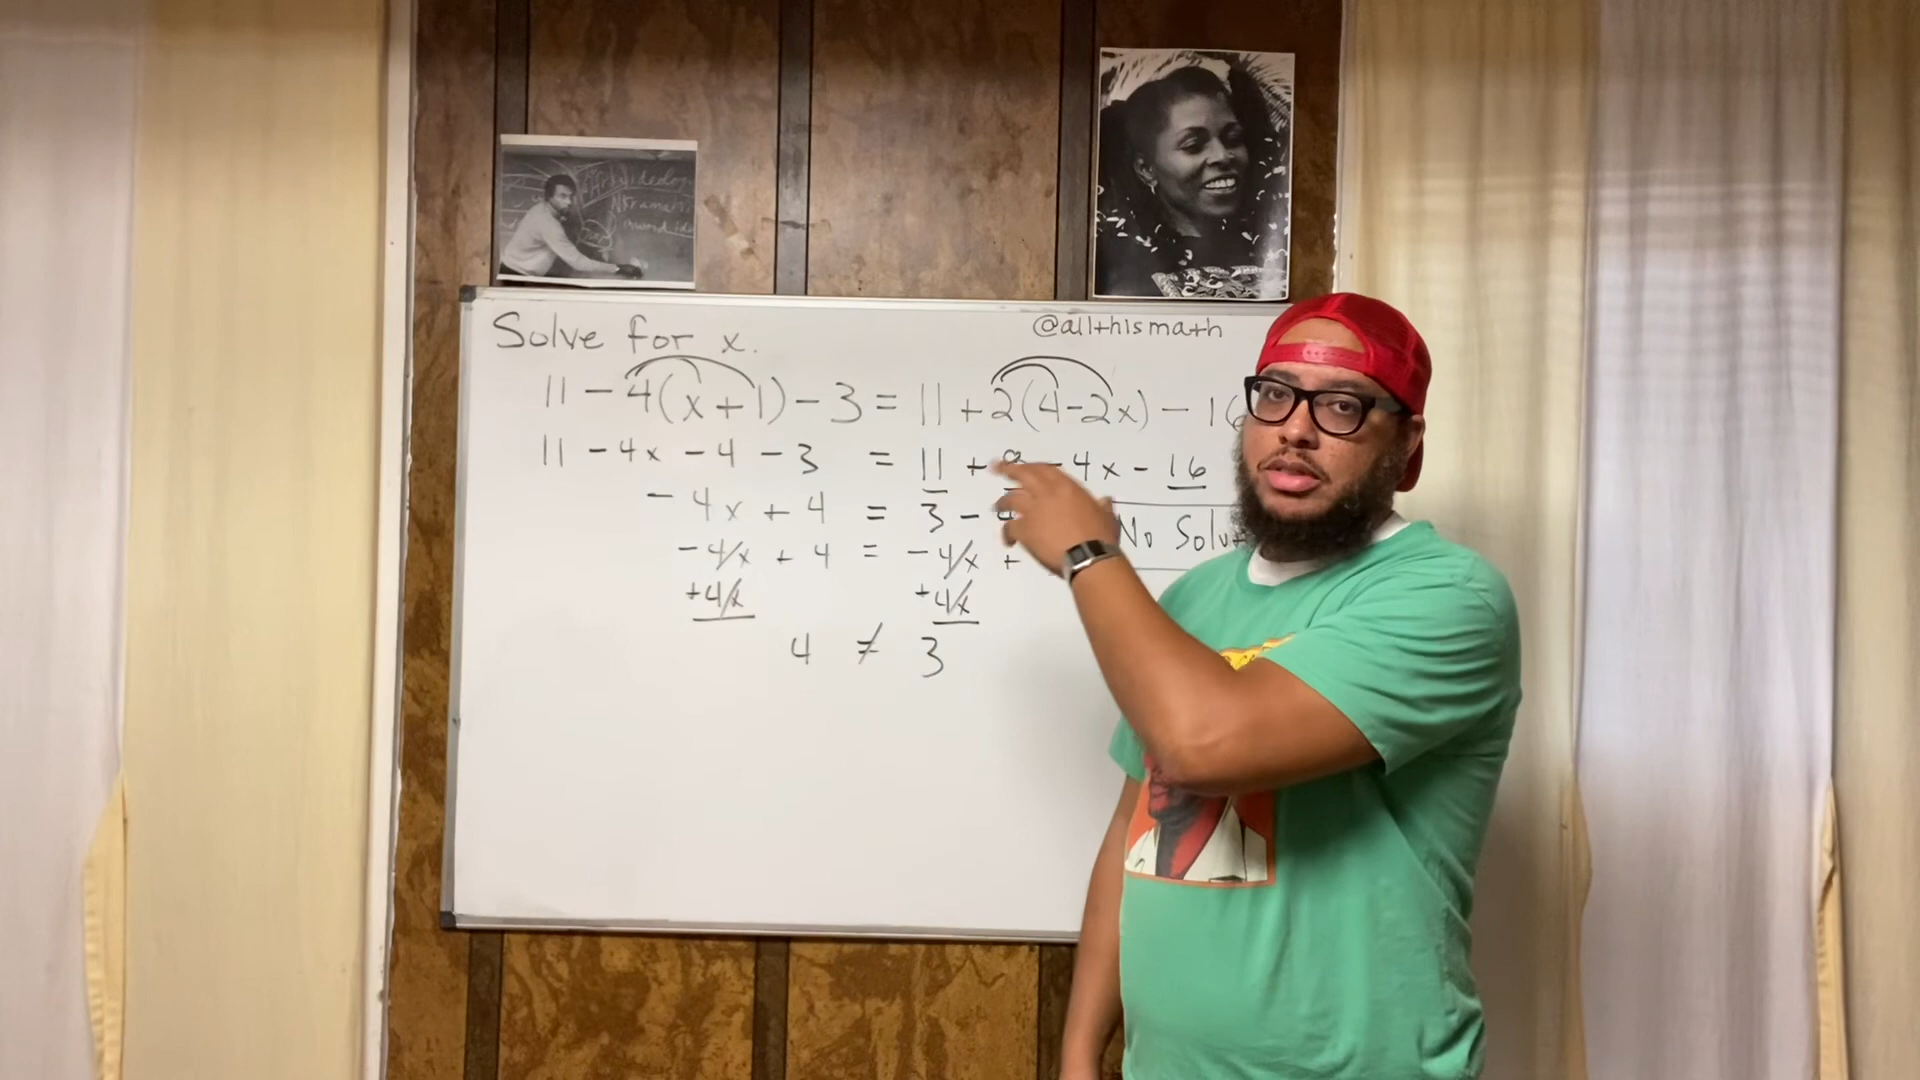 Solve for x.
@allthismath
11 - 4(x+1) - 3 = 11 + 2(4-2x) - 16
11 - 4x - 4 - 3 = 11 + 8 - 4x - 16
- 4x + 4 = 3 - 4
- 4x + 4 = - 4x +
+4x +4x
4 ≠ 3
No